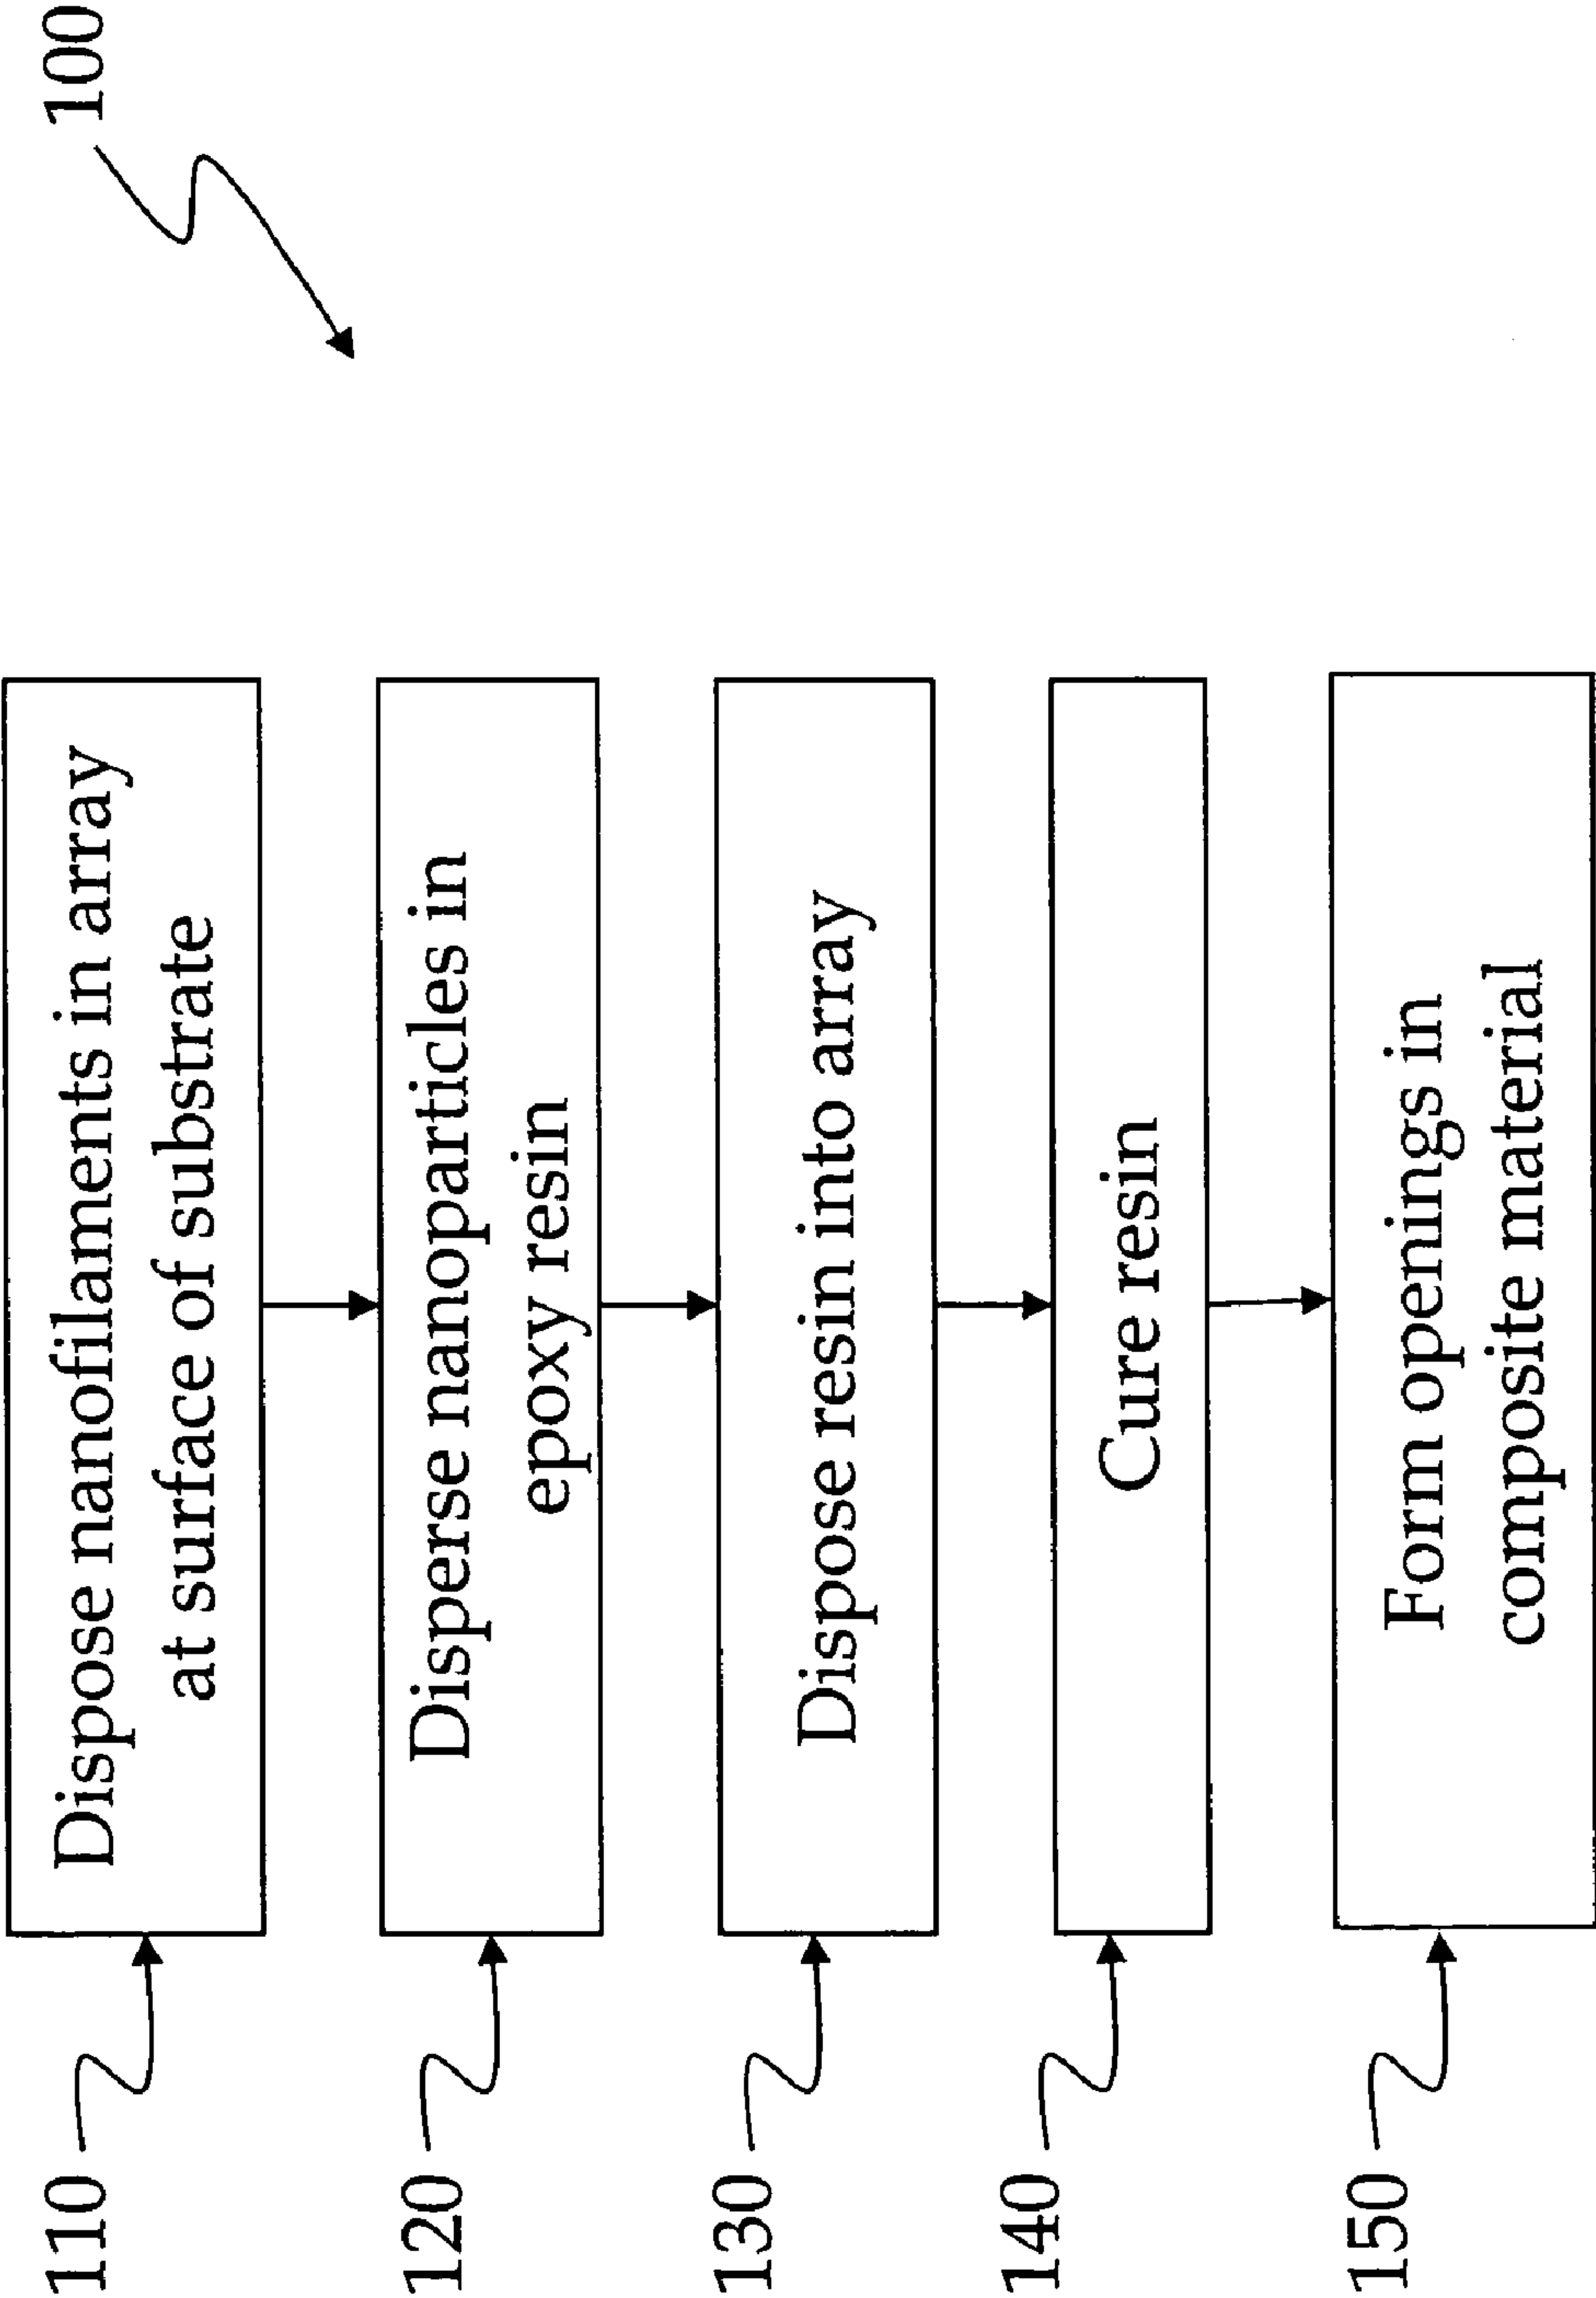 100
110
Dispose nanofilaments in array
at surface of substrate
120
Disperse nanoparticles in
epoxy resin
130
Dispose resin into array
140
Cure resin
150
Form openings in
composite material